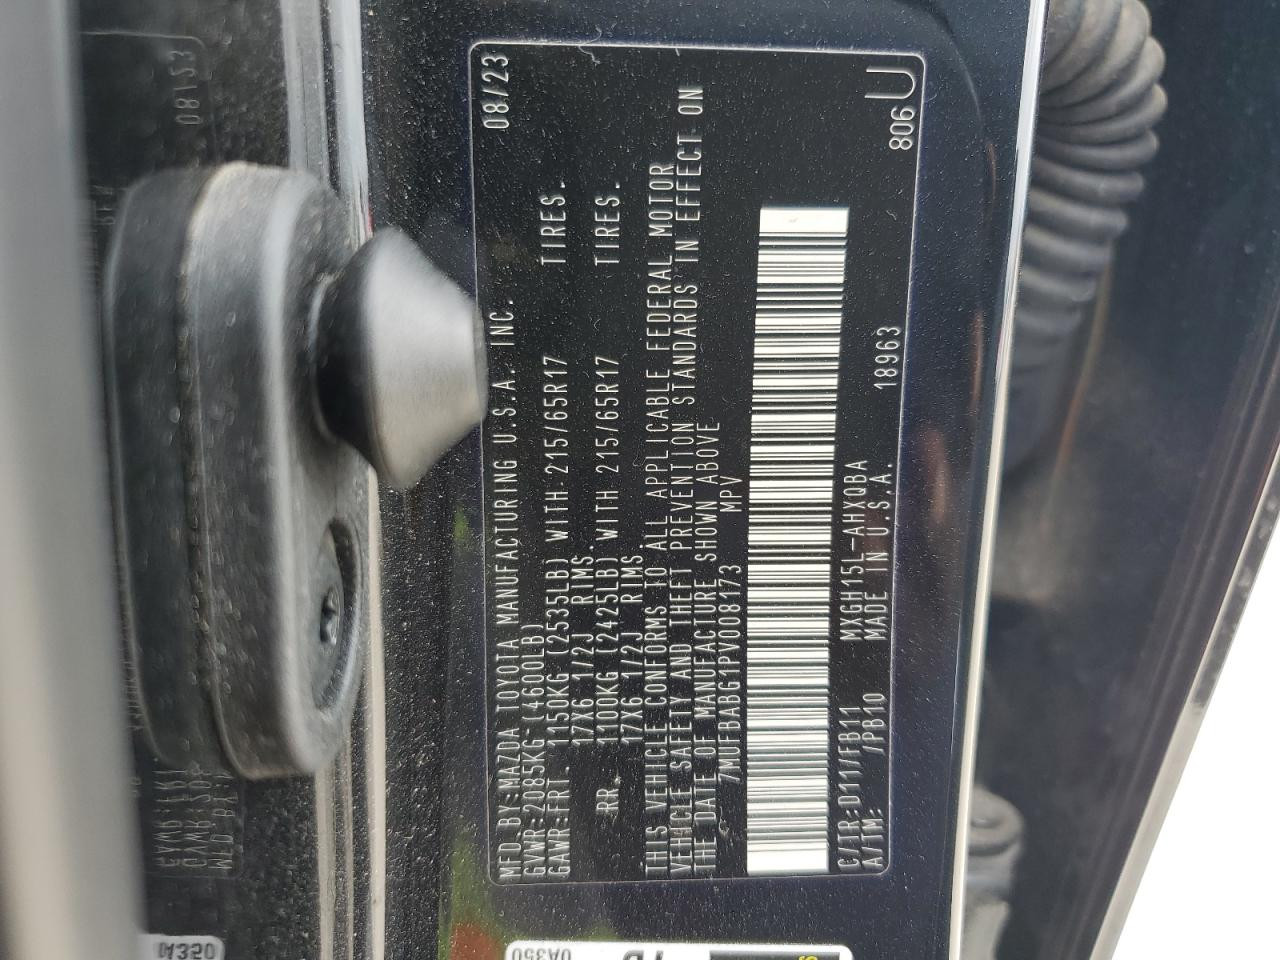 MFD BY:MAZDA TOYOTA MANUFACTURING U.S.A. INC. 08/23
GVWR:2085KG (4600LB)
GAWR:FRT. 1150KG (2535LB) WITH 215/65R17 TIRES.
17X6 1/2J RIMS.
RR. 1100KG (2425LB) WITH 215/65R17 TIRES.
17X6 1/2J RIMS.
THIS VEHICLE CONFORMS TO ALL APPLICABLE FEDERAL MOTOR
VEHICLE SAFETY AND THEFT PREVENTION STANDARDS IN EFFECT ON
THE DATE OF MANUFACTURE SHOWN ABOVE
7MUFBABG1PV008173 MPV
C/TR:D111/FB11 MXGH15L-AHXQBA
A/TM: /PB10 MADE IN U.S.A. 18963 806 U
0A350